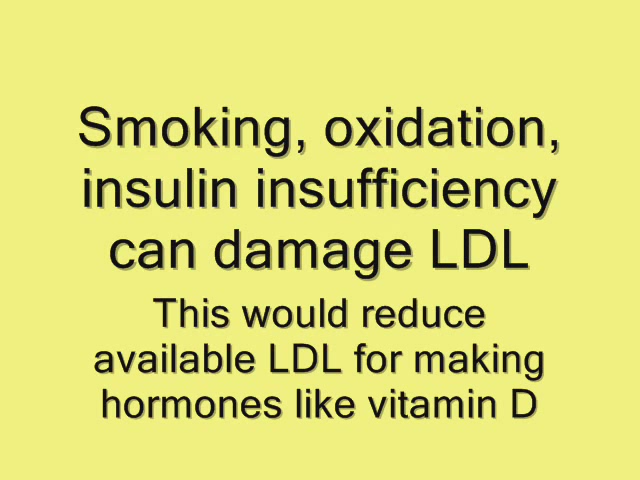 Smoking, oxidation,
insulin insufficiency
can damage LDL
This would reduce
available LDL for making
hormones like vitamin D